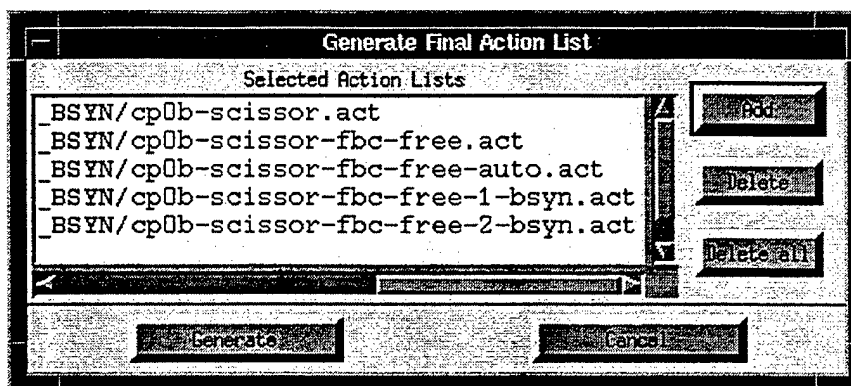 Generate Final Action List
Selected Action Lists
_BSYN/cp0b-scissor.act
_BSYN/cp0b-scissor-fbc-free.act
_BSYN/cp0b-scissor-fbc-free-auto.act
_BSYN/cp0b-scissor-fbc-free-1-bsyn.act
_BSYN/cp0b-scissor-fbc-free-2-bsyn.act
Add
Delete
Delete all
Generate
Cancel